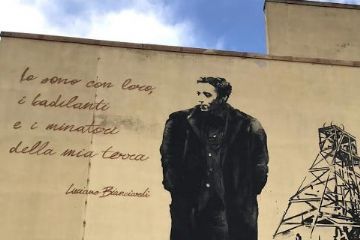 Io sono con loro,
i badilanti
e i minatori
della mia terra
Luciano Bianciardi